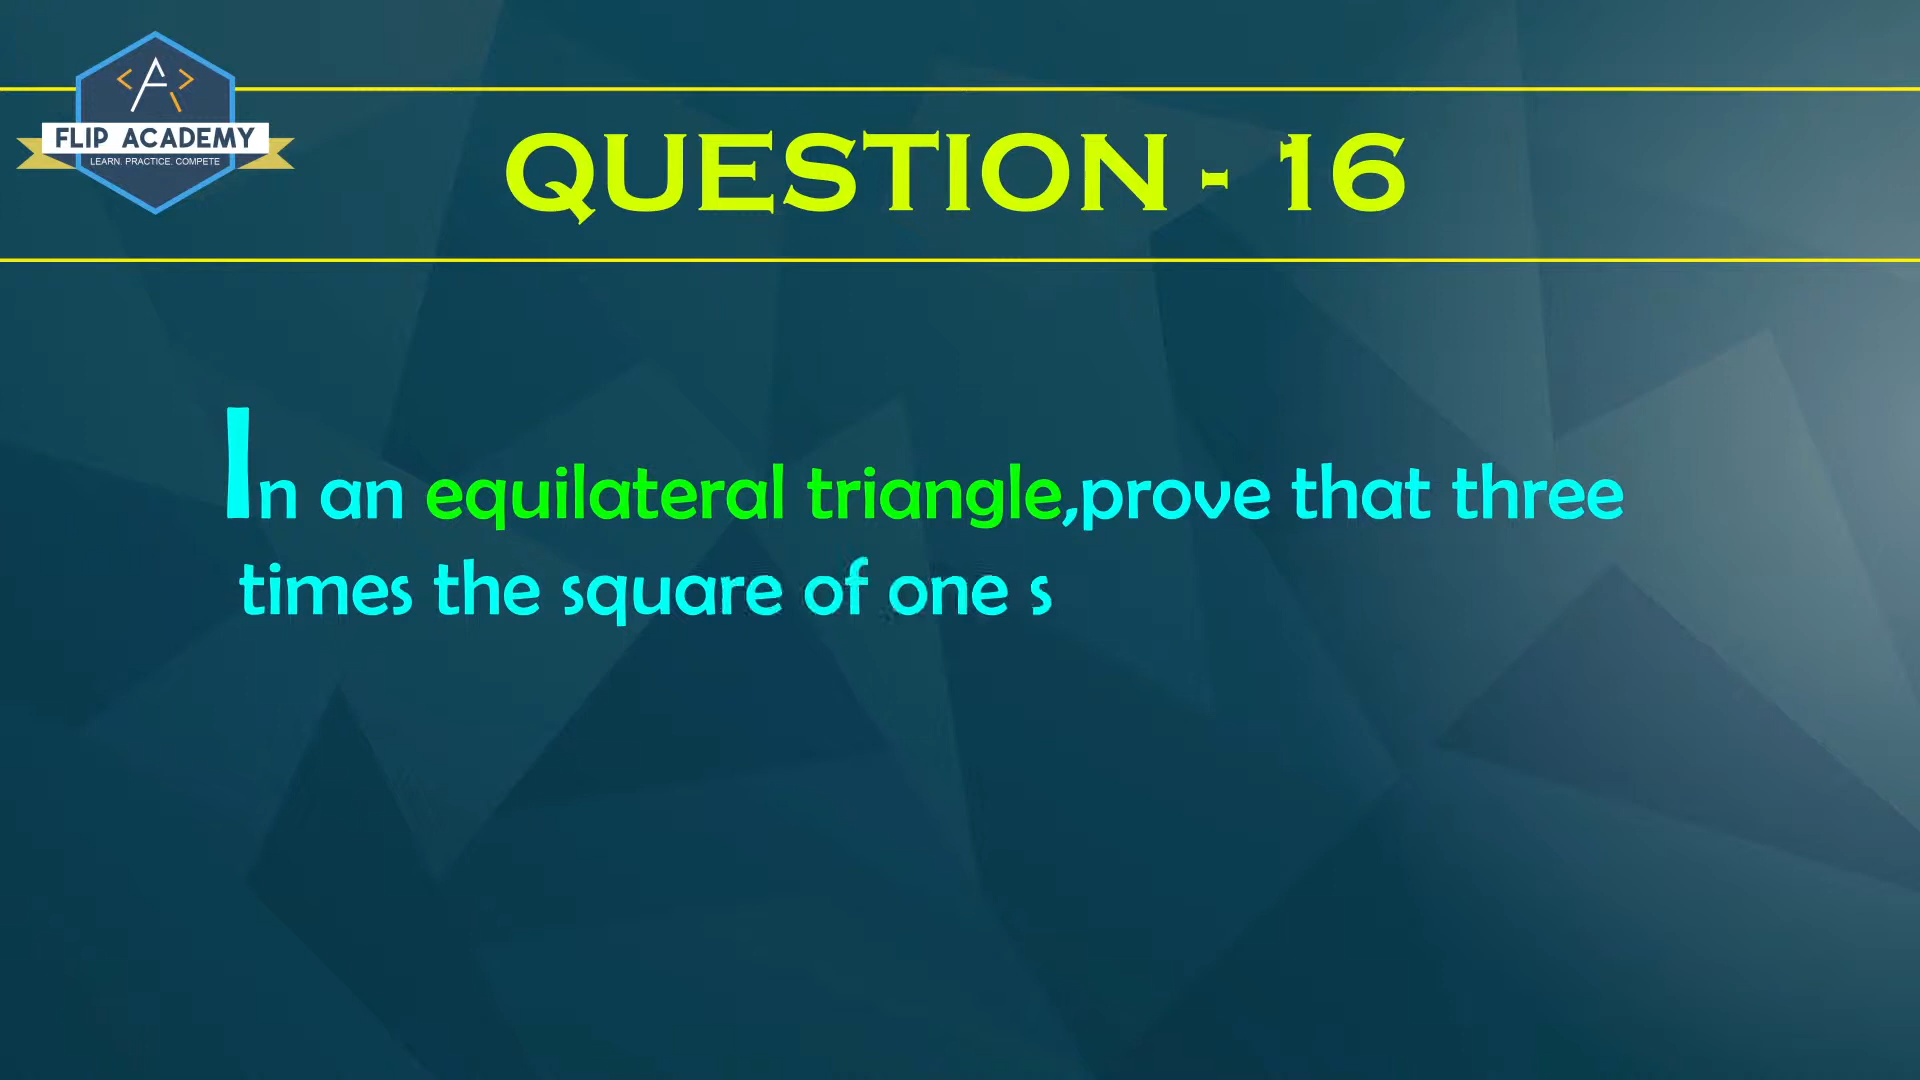 FLIP ACADEMY
LEARN. PRACTICE. COMPETE
QUESTION - 16
In an equilateral triangle,prove that three
times the square of one s